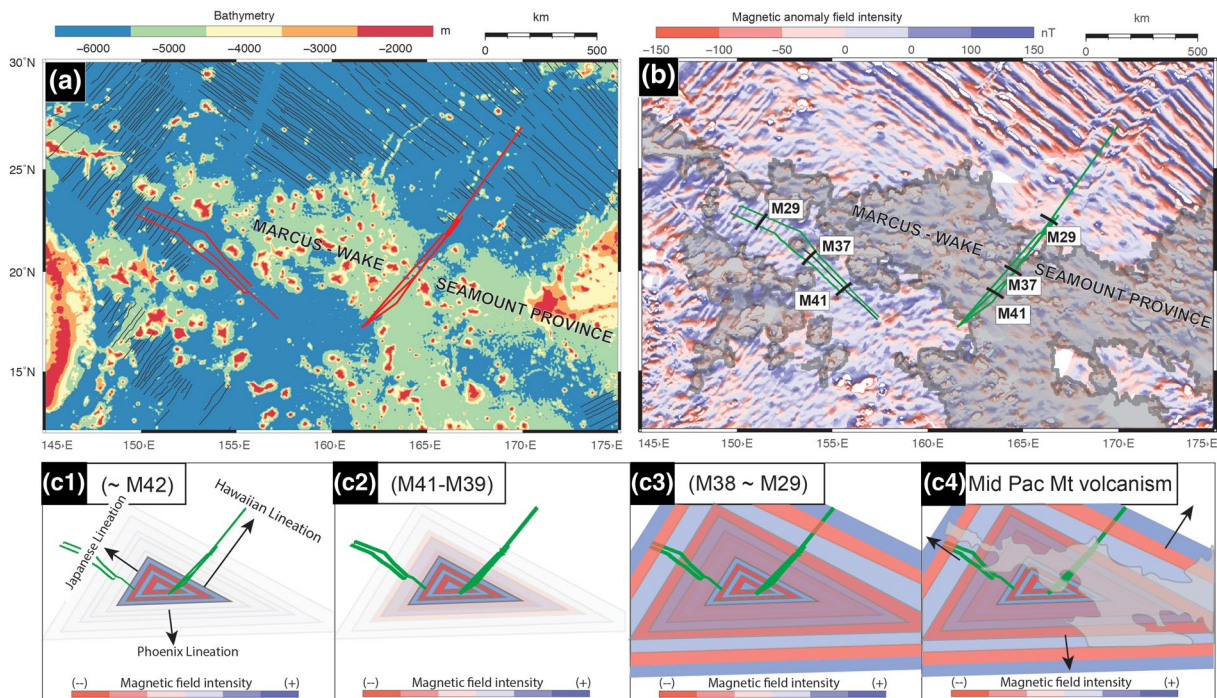 Bathymetry
m
−6000 −5000 −4000 −3000 −2000
km
0 500
(a)
30°N
25°N
20°N
15°N
145›E 150›E 155›E 160›E 165›E 170›E 175›E
MARCUS - WAKE
SEAMOUNT PROVINCE
Magnetic anomaly field intensity
nT
−150 −100 −50 0 0 100 150
km
0 500
(b)
M29
M37
M41
MARCUS - WAKE
SEAMOUNT PROVINCE
M29
M37
M41
145›E 150›E 155›E 160›E 165›E 170›E 175›E
(c1) (~ M42)
Japanese Lineation
Hawaiian Lineation
Phoenix Lineation
(--) Magnetic field intensity (+)
(c2) (M41-M39)
(--) Magnetic field intensity (+)
(c3) (M38 ~ M29)
(--) Magnetic field intensity (+)
(c4) Mid Pac Mt volcanism
(--) Magnetic field intensity (+)